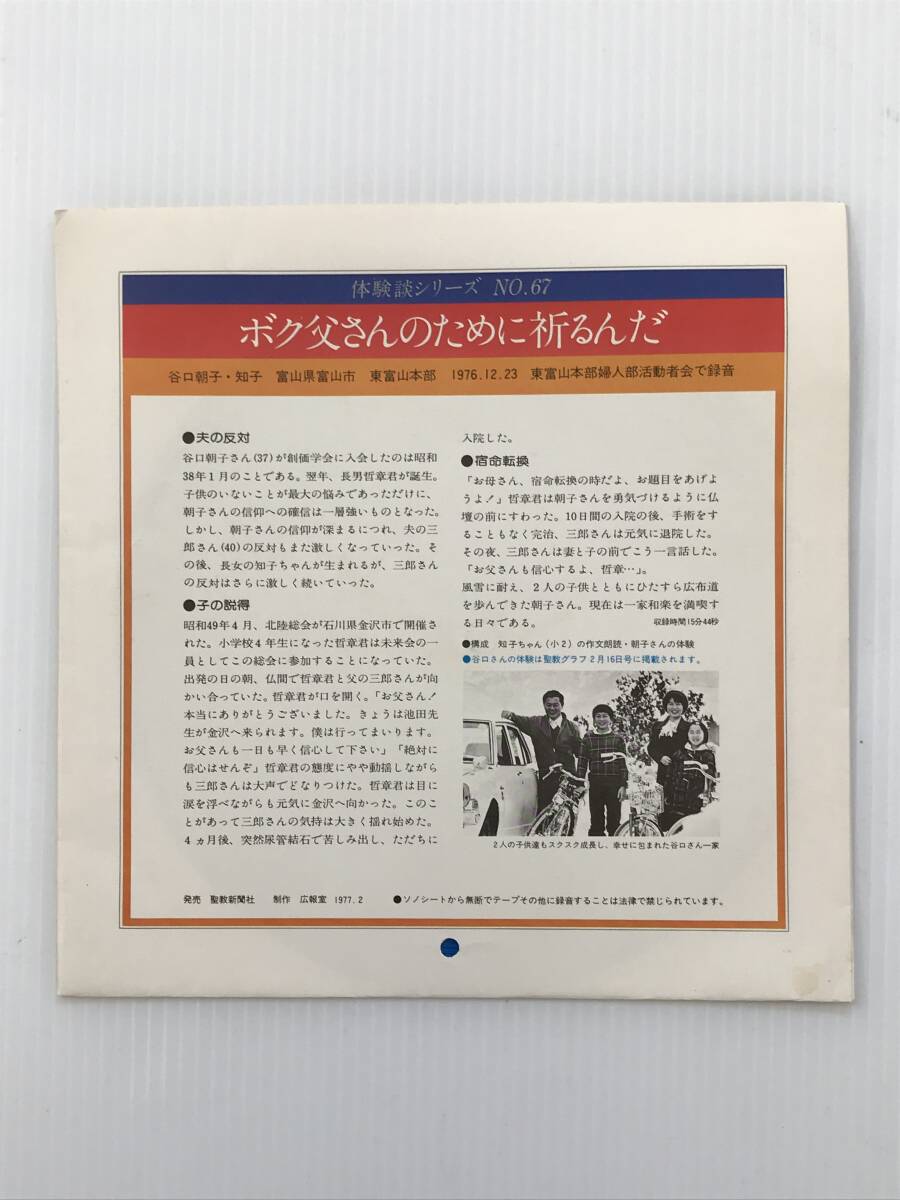 体験談シリーズ NO.67
ボク父さんのために祈るんだ
谷口朝子・知子 富山県富山市 東富山本部 1976.12.23 東富山本部婦人部活動者会で録音
●夫の反対
谷口朝子さん(37)が創価学会に入会したのは昭和
38年1月のことである。翌年、長男哲章君が誕生。
子供のいないことが最大の悩みであっただけに、
朝子さんの信仰への確信は一層強いものとなった。
しかし、朝子さんの信仰が深まるにつれ、夫の三
郎さん(40)の反対もまた激しくなっていった。そ
の後、長女の知子ちゃんが生まれるが、三郎さん
の反対はさらに激しく続いていった。
●子の説得
昭和49年4月、北陸総会が石川県金沢市で開催さ
れた。小学校4年生になった哲章君は未来会の一
員としてこの総会に参加することになっていた。
出発の日の朝、仏間で哲章君と父の三郎さんが向
かい合っていた。哲章君が口を開く。「お父さん!
本当にありがとうございました。きょうは池田先
生が金沢へ来られます。僕は行ってまいります。
お父さんも一日も早く信心して下さい」「絶対に
信心はせんぞ」哲章君の態度にやや動揺しながら
も三郎さんは大声でどなりつけた。哲章君は目に
涙を浮べながらも元気に金沢へ向かった。このこ
とがあって三郎さんの気持は大きく揺れ始めた。
4ヵ月後、突然尿管結石で苦しみ出し、ただちに
入院した。
●宿命転換
「お母さん、宿命転換の時だよ、お題目をあげよ
うよ!」哲章君は朝子さんを勇気づけるように仏
壇の前にすわった。10日間の入院の後、手術をす
ることもなく完治、三郎さんは元気に退院した。
その夜、三郎さんは妻と子の前でこう一言話した。
「お父さんも信心するよ、哲章…」。
風雪に耐え、2人の子供とともにひたすら広布道
を歩んできた朝子さん。現在は一家和楽を満喫す
る日々である。 収録時間15分44秒
●構成 知子ちゃん(小2)の作文朗読・朝子さんの体験
●谷口さんの体験は聖教グラフ2月16日号に掲載されます。
2人の子供達もスクスク成長し、幸せに包まれた谷口さん一家
発売 聖教新聞社 制作 広報室 1977.2 ●ソノシートから無断でテープその他に録音することは法律で禁じられています。